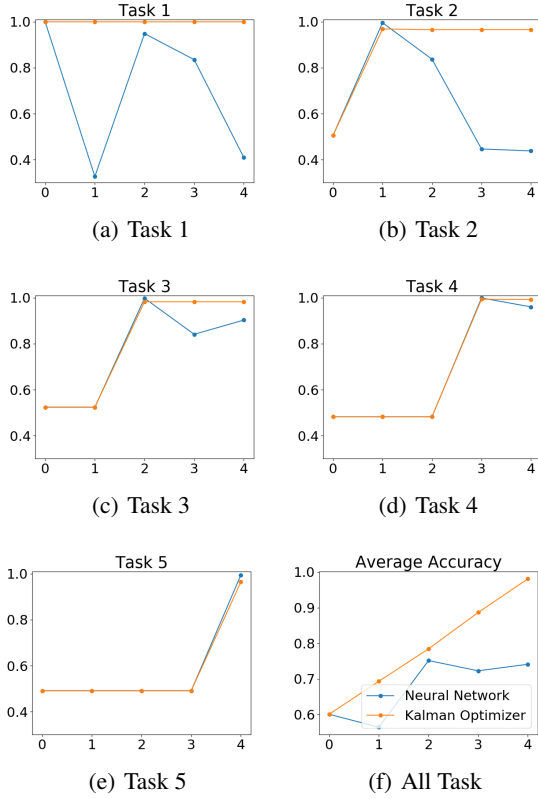 Task 1
1.0
0.8
0.6
0.4
0 1 2 3 4
(a) Task 1
Task 2
1.0
0.8
0.6
0.4
0 1 2 3 4
(b) Task 2
Task 3
1.0
0.8
0.6
0.4
0 1 2 3 4
(c) Task 3
Task 4
1.0
0.8
0.6
0.4
0 1 2 3 4
(d) Task 4
Task 5
1.0
0.8
0.6
0.4
0 1 2 3 4
(e) Task 5
Average Accuracy
1.0
0.9
0.8
0.7
0.6
Neural Network
Kalman Optimizer
0 1 2 3 4
(f) All Task